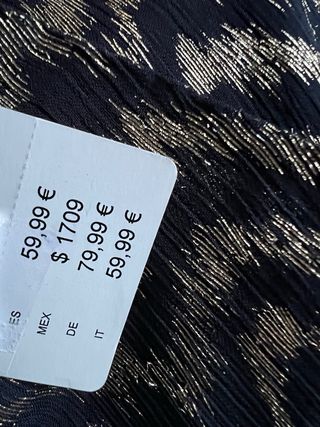 ES 59,99 €
MEX $ 1709
DE 79,99 €
IT 59,99 €